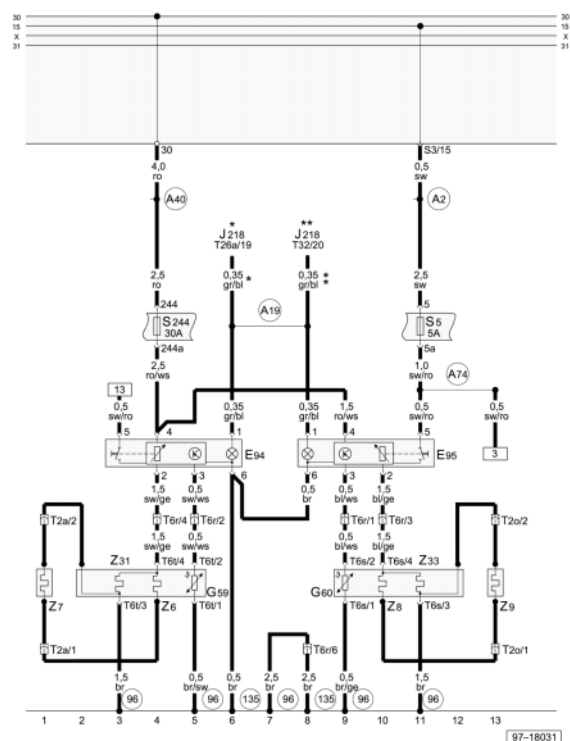 30 30
15 15
X X
31 31
30 S3/15
4,0 0,5
ro sw
A40 A2
* **
J218 J218
T26a/19 T32/20
2,5 0,35 * 0,35 * 2,5
ro gr/bl gr/bl * sw
A19
244 5
S244 S5
30A 5A
244a 5a
2,5 1,0
ro/ws sw/ro
A74
13
0,5 0,35 1,5 0,35 0,5 0,5
sw/ro gr/bl ro/ws gr/bl sw/ro sw/ro
5 4 1 1 4 5
E94 E95 3
2 3 6 6 3 2
1,5 0,5 0,5 0,5 1,5
sw/ge sw/ws br bl/ws bl/ge
T2a/2 T6r/4 T6r/2 T6r/1 T6r/3 T2o/2
1,5 0,5 0,5 1,5
sw/ge sw/ws bl/ws bl/ge
Z31 T6t/4 T6t/2 T6s/2 T6s/4 Z33
G59 G60
Z7 T6t/3 Z6 T6t/1 T6s/1 Z8 T6s/3 Z9
T2a/1 T6r/6 T2o/1
1,5 0,5 0,5 2,5 2,5 0,5 1,5
br br/sw br br br br/ge br
96 96 135 96 135 96 96
1 2 3 4 5 6 7 8 9 10 11 12 13
97-18031